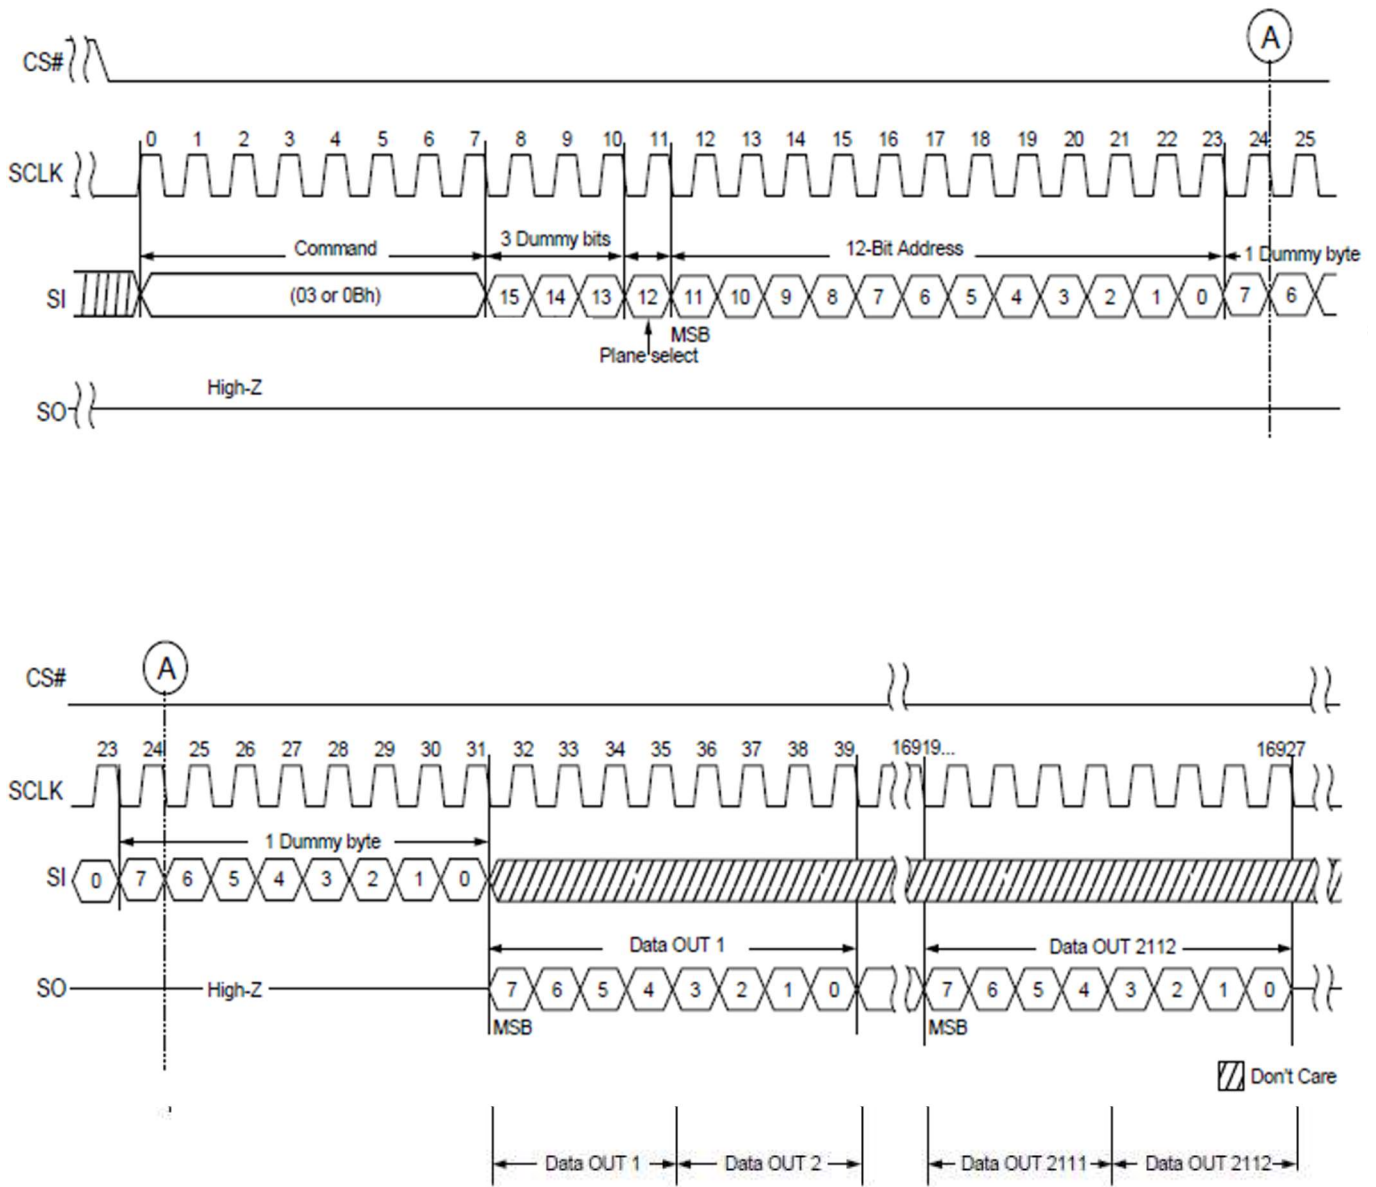 A
CS#
0 1 2 3 4 5 6 7 8 9 10 11 12 13 14 15 16 17 18 19 20 21 22 23 24 25
SCLK
Command 3 Dummy bits 12-Bit Address 1 Dummy byte
SI (03 or 0Bh) 15 14 13 12 11 10 9 8 7 6 5 4 3 2 1 0 7 6
MSB
Plane select
High-Z
SO
A
CS#
23 24 25 26 27 28 29 30 31 32 33 34 35 36 37 38 39 16919... 16927
SCLK
1 Dummy byte
SI 0 7 6 5 4 3 2 1 0
Data OUT 1 Data OUT 2112
SO High-Z 7 6 5 4 3 2 1 0 7 6 5 4 3 2 1 0
MSB MSB
Don't Care
Data OUT 1 Data OUT 2 Data OUT 2111 Data OUT 2112